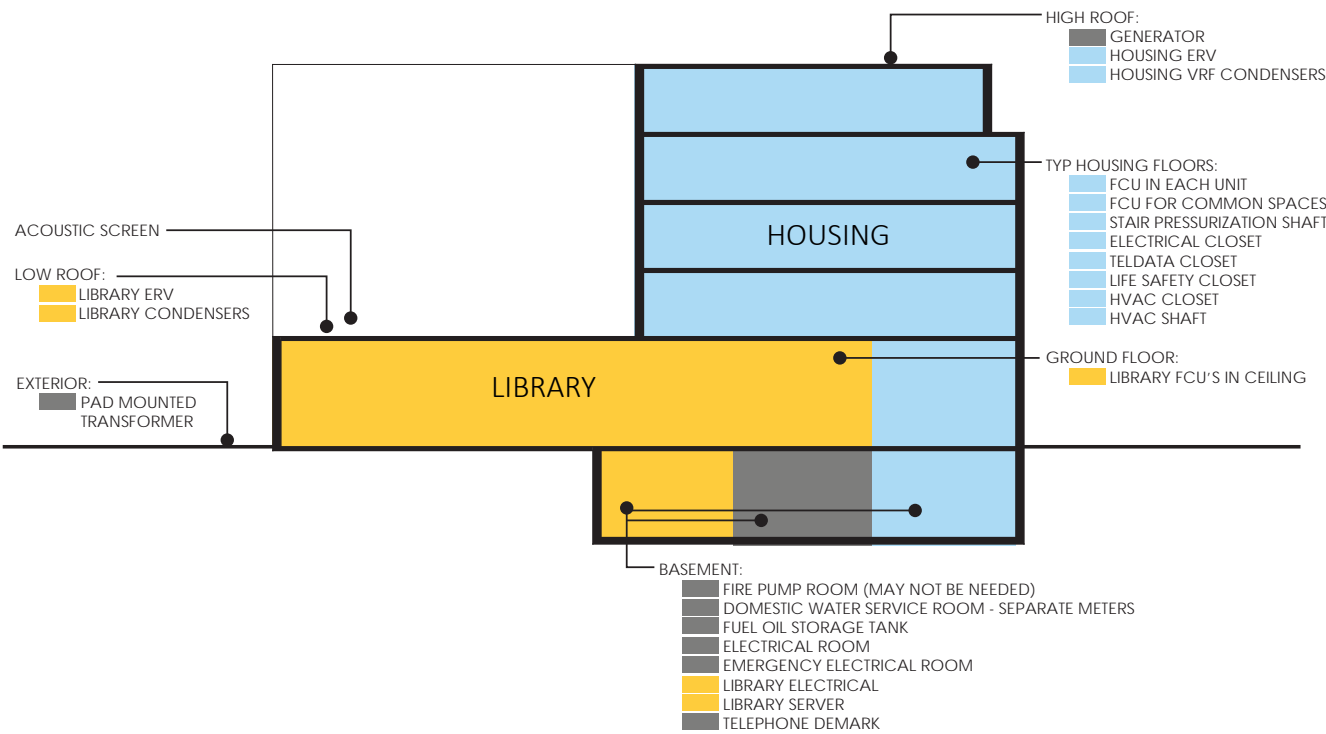 HIGH ROOF:
GENERATOR
HOUSING ERV
HOUSING VRF CONDENSERS
TYP HOUSING FLOORS:
FCU IN EACH UNIT
FCU FOR COMMON SPACES
STAIR PRESSURIZATION SHAFT
ELECTRICAL CLOSET
TELDATA CLOSET
LIFE SAFETY CLOSET
HVAC CLOSET
HVAC SHAFT
HOUSING
ACOUSTIC SCREEN
LOW ROOF:
LIBRARY ERV
LIBRARY CONDENSERS
GROUND FLOOR:
LIBRARY FCU'S IN CEILING
LIBRARY
EXTERIOR:
PAD MOUNTED
TRANSFORMER
BASEMENT:
FIRE PUMP ROOM (MAY NOT BE NEEDED)
DOMESTIC WATER SERVICE ROOM - SEPARATE METERS
FUEL OIL STORAGE TANK
ELECTRICAL ROOM
EMERGENCY ELECTRICAL ROOM
LIBRARY ELECTRICAL
LIBRARY SERVER
TELEPHONE DEMARK